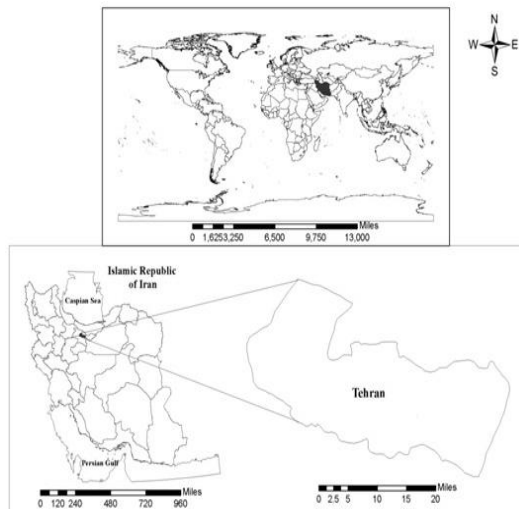 N
W E
S
Miles
0 1,6253,250 6,500 9,750 13,000
Islamic Republic
of Iran
Caspian Sea
Tehran
Persian Gulf
Miles
0 120 240 480 720 960
Miles
0 2.5 5 10 15 20